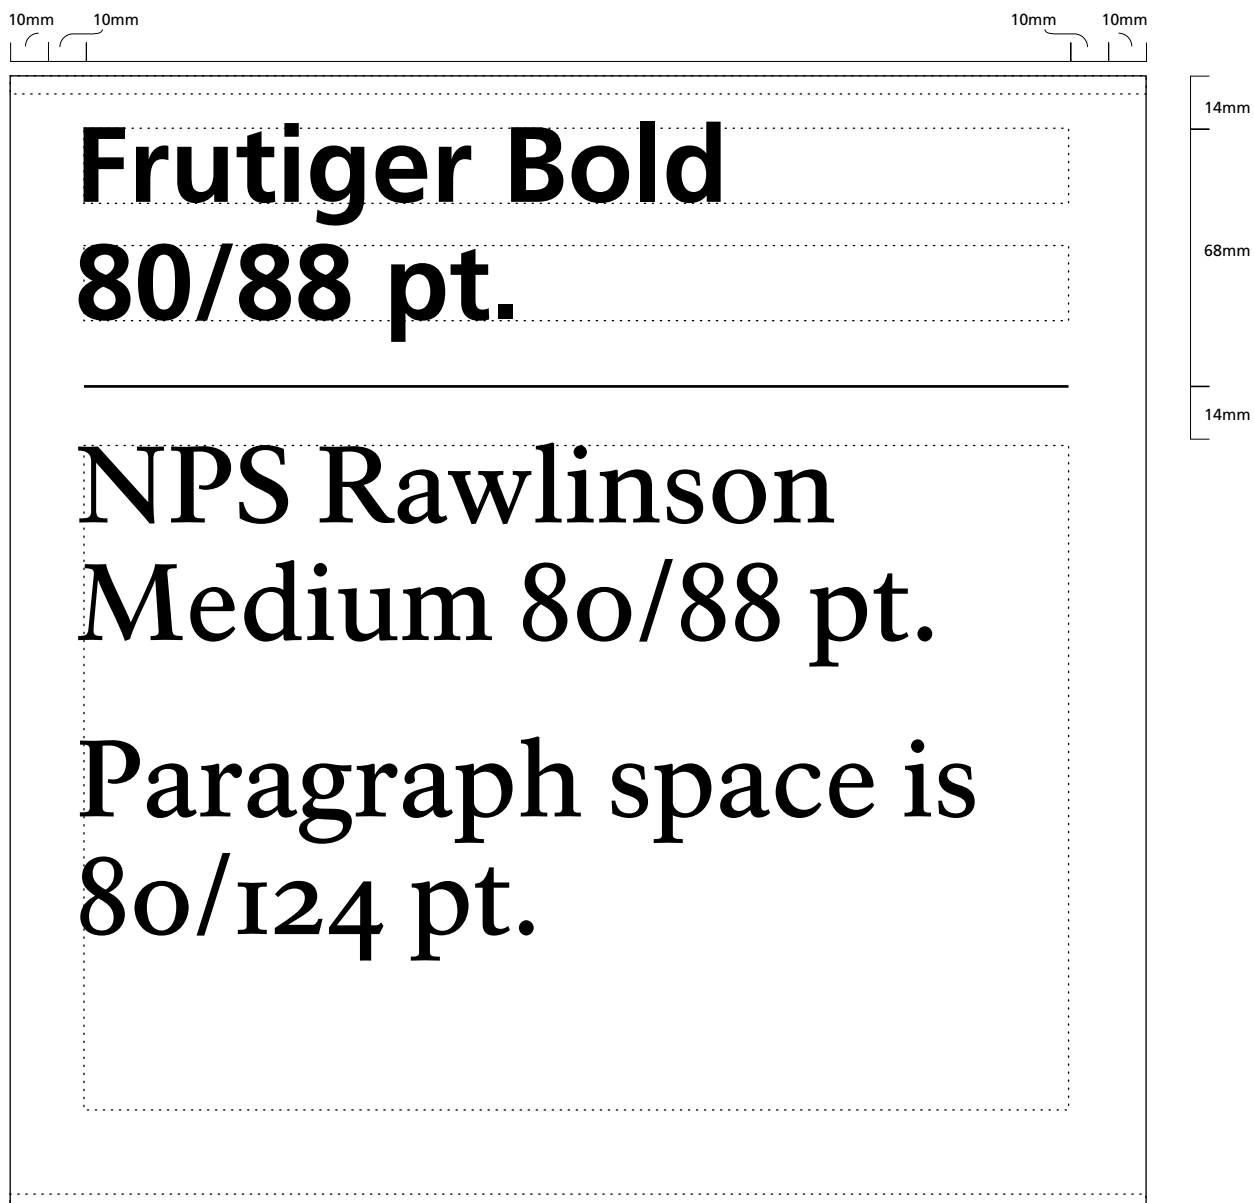 10mm 10mm 10mm 10mm
14mm
Frutiger Bold
80/88 pt.
68mm
14mm
NPS Rawlinson
Medium 80/88 pt.
Paragraph space is
80/124 pt.